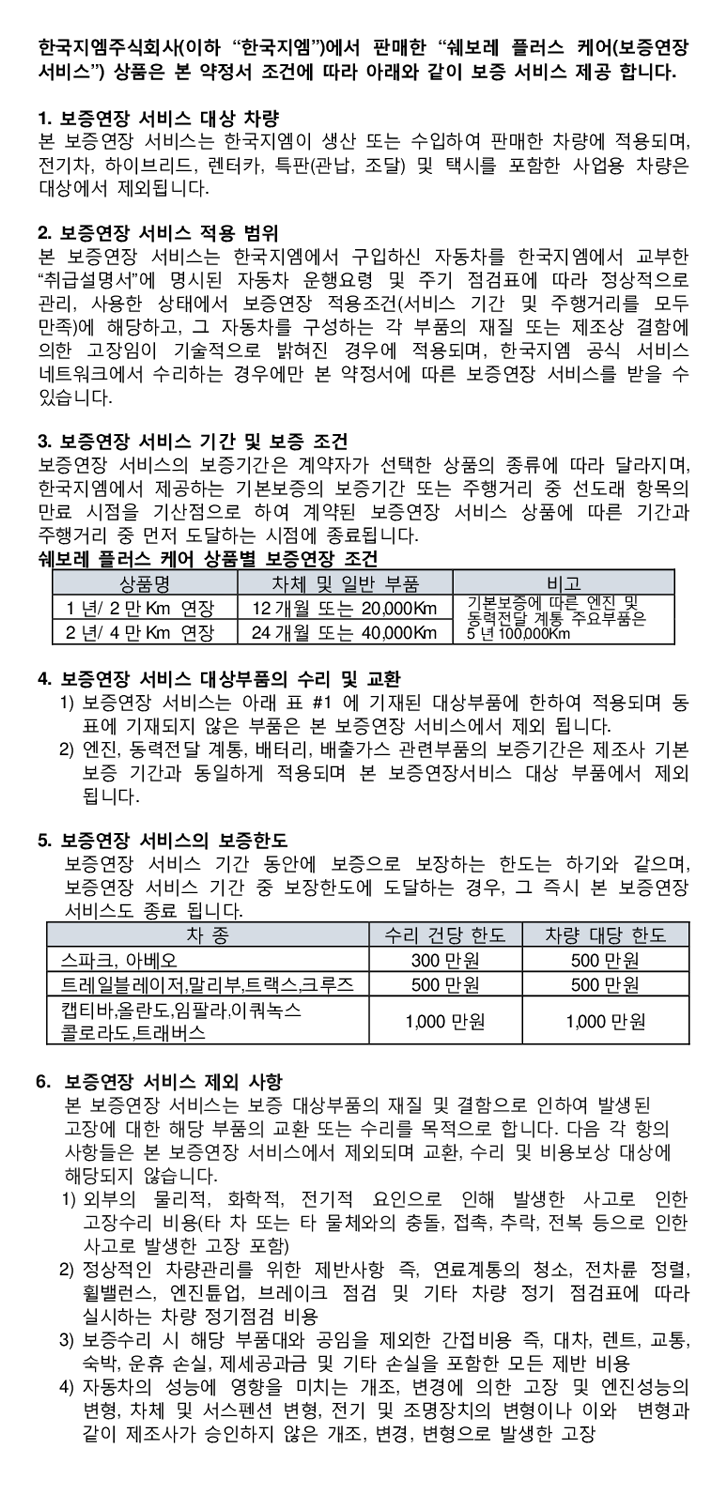 한국지엠주식회사(이하 “한국지엠”)에서 판매한 “쉐보레 플러스 케어(보증연장
서비스”) 상품은 본 약정서 조건에 따라 아래와 같이 보증 서비스 제공 합니다.
1. 보증연장 서비스 대상 차량
본 보증연장 서비스는 한국지엠이 생산 또는 수입하여 판매한 차량에 적용되며,
전기차, 하이브리드, 렌터카, 특판(관납, 조달) 및 택시를 포함한 사업용 차량은
대상에서 제외됩니다.
2. 보증연장 서비스 적용 범위
본 보증연장 서비스는 한국지엠에서 구입하신 자동차를 한국지엠에서 교부한
“취급설명서”에 명시된 자동차 운행요령 및 주기 점검표에 따라 정상적으로
관리, 사용한 상태에서 보증연장 적용조건(서비스 기간 및 주행거리를 모두
만족)에 해당하고, 그 자동차를 구성하는 각 부품의 재질 또는 제조상 결함에
의한 고장임이 기술적으로 밝혀진 경우에 적용되며, 한국지엠 공식 서비스
네트워크에서 수리하는 경우에만 본 약정서에 따른 보증연장 서비스를 받을 수
있습니다.
3. 보증연장 서비스 기간 및 보증 조건
보증연장 서비스의 보증기간은 계약자가 선택한 상품의 종류에 따라 달라지며,
한국지엠에서 제공하는 기본보증의 보증기간 또는 주행거리 중 선도래 항목의
만료 시점을 기산점으로 하여 계약된 보증연장 서비스 상품에 따른 기간과
주행거리 중 먼저 도달하는 시점에 종료됩니다.
쉐보레 플러스 케어 상품별 보증연장 조건
상품명 차체 및 일반 부품 비고
1 년/ 2 만 Km 연장 12 개월 또는 20,000Km 기본보증에 따른 엔진 및
동력전달 계통 주요부품은
2 년/ 4 만 Km 연장 24 개월 또는 40,000Km 5 년 100,000Km
4. 보증연장 서비스 대상부품의 수리 및 교환
1) 보증연장 서비스는 아래 표 #1 에 기재된 대상부품에 한하여 적용되며 동
표에 기재되지 않은 부품은 본 보증연장 서비스에서 제외 됩니다.
2) 엔진, 동력전달 계통, 배터리, 배출가스 관련부품의 보증기간은 제조사 기본
보증 기간과 동일하게 적용되며 본 보증연장서비스 대상 부품에서 제외
됩니다.
5. 보증연장 서비스의 보증한도
보증연장 서비스 기간 동안에 보증으로 보장하는 한도는 하기와 같으며,
보증연장 서비스 기간 중 보장한도에 도달하는 경우, 그 즉시 본 보증연장
서비스도 종료 됩니다.
차 종 수리 건당 한도 차량 대당 한도
스파크, 아베오 300 만원 500 만원
트레일블레이저,말리부,트랙스,크루즈 500 만원 500 만원
캡티바,올란도,임팔라,이쿼녹스
콜로라도,트래버스 1,000 만원 1,000 만원
6. 보증연장 서비스 제외 사항
본 보증연장 서비스는 보증 대상부품의 재질 및 결함으로 인하여 발생된
고장에 대한 해당 부품의 교환 또는 수리를 목적으로 합니다. 다음 각 항의
사항들은 본 보증연장 서비스에서 제외되며 교환, 수리 및 비용보상 대상에
해당되지 않습니다.
1) 외부의 물리적, 화학적, 전기적 요인으로 인해 발생한 사고로 인한
고장수리 비용(타 차 또는 타 물체와의 충돌, 접촉, 추락, 전복 등으로 인한
사고로 발생한 고장 포함)
2) 정상적인 차량관리를 위한 제반사항 즉, 연료계통의 청소, 전차륜 정렬,
휠밸런스, 엔진튠업, 브레이크 점검 및 기타 차량 정기 점검표에 따라
실시하는 차량 정기점검 비용
3) 보증수리 시 해당 부품대와 공임을 제외한 간접비용 즉, 대차, 렌트, 교통,
숙박, 운휴 손실, 제세공과금 및 기타 손실을 포함한 모든 제반 비용
4) 자동차의 성능에 영향을 미치는 개조, 변경에 의한 고장 및 엔진성능의
변형, 차체 및 서스펜션 변형, 전기 및 조명장치의 변형이나 이와 변형과
같이 제조사가 승인하지 않은 개조, 변경, 변형으로 발생한 고장